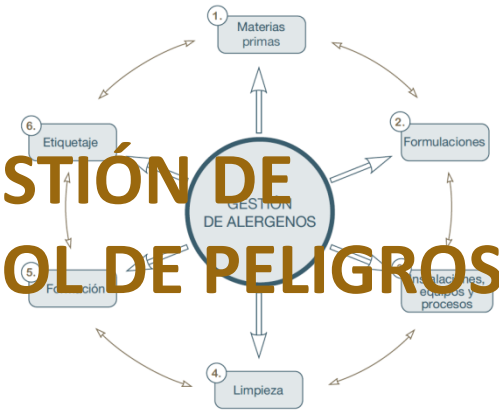 1.
Materias
primas
6.
Etiquetaje
2.
Formulaciones
STIÓN DE
GESTIÓN
DE ALERGENOS
OL DE PELIGROS
5.
Formación
Instalaciones,
equipos y
procesos
4.
Limpieza